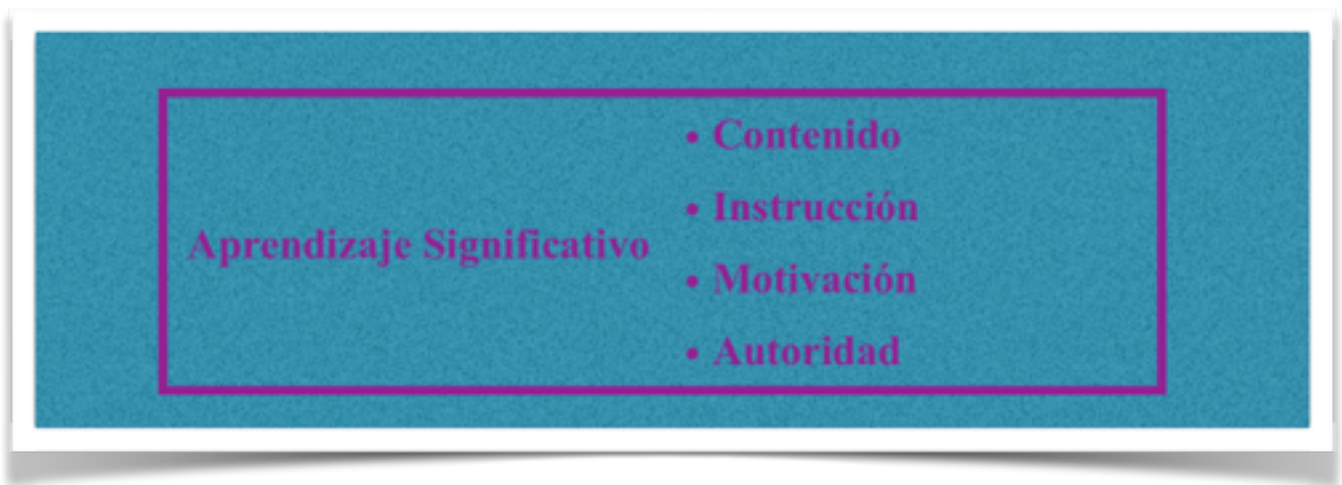 Aprendizaje Significativo
• Contenido
• Instrucción
• Motivación
• Autoridad